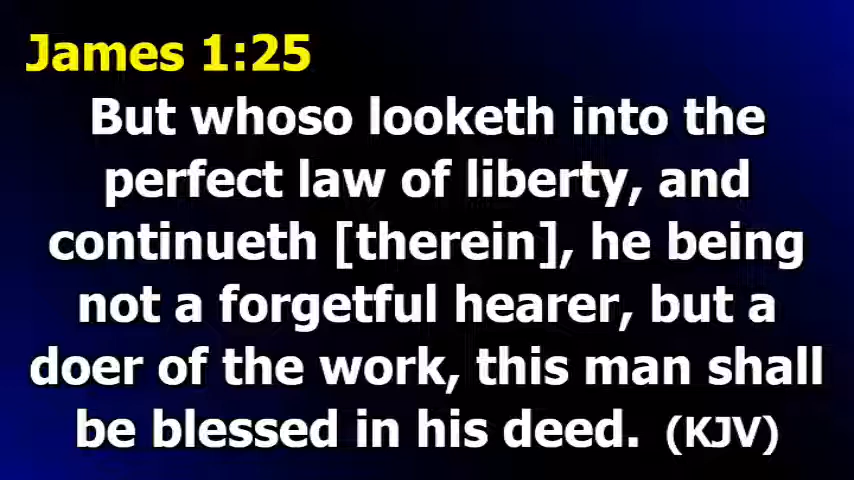 James 1:25
But whoso looketh into the
perfect law of liberty, and
continueth [therein], he being
not a forgetful hearer, but a
doer of the work, this man shall
be blessed in his deed. (KJV)